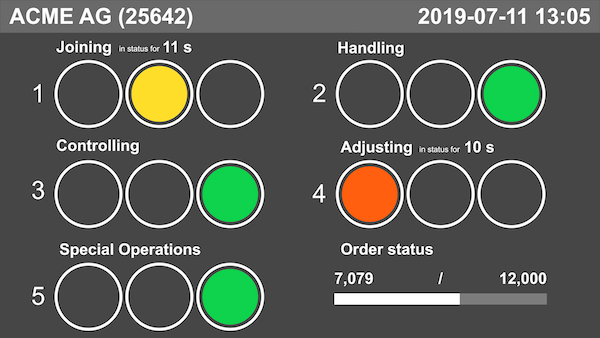 ACME AG (25642) 2019-07-11 13:05
Joining in status for 11 s
1
Handling
2
Controlling
3
Adjusting in status for 10 s
4
Special Operations
5
Order status
7,079 / 12,000